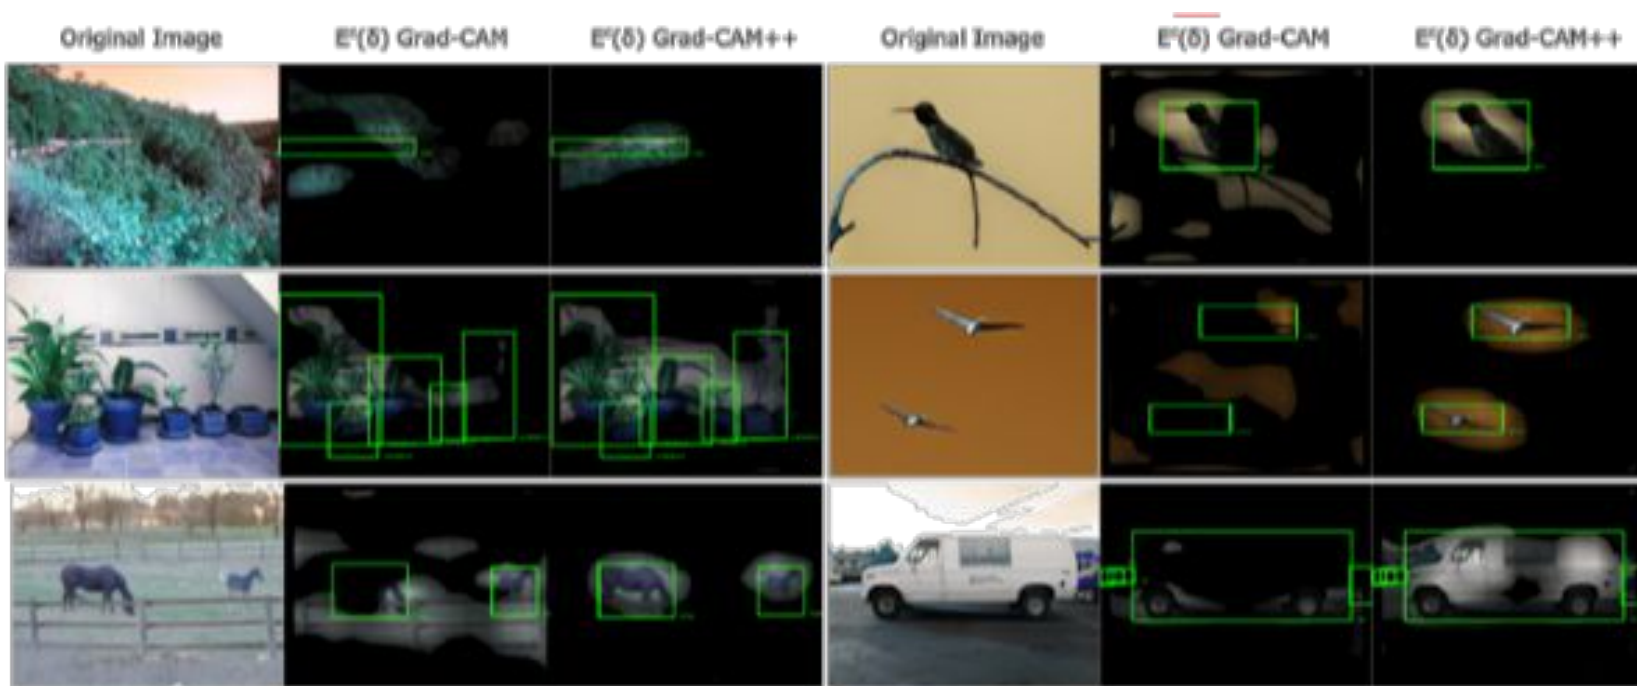 Original Image E^c(δ) Grad-CAM E^c(δ) Grad-CAM++ Original Image E^c(δ) Grad-CAM E^c(δ) Grad-CAM++